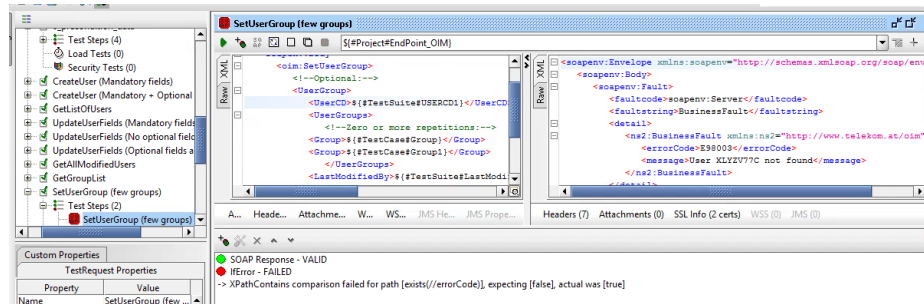 Test Steps (4)
Load Tests (0)
Security Tests (0)
CreateUser (Mandatory fields)
CreateUser (Mandatory + Optional
GetListOfUsers
UpdateUserFields (Mandatory fields
UpdateUserFields (No optional field
UpdateUserFields (Optional fields a
GetAllModifiedUsers
GetGroupList
SetUserGroup (few groups)
Test Steps (2)
SetUserGroup (few groups)
Custom Properties
TestRequest Properties
Property Value
Name SetUserGroup (few ...
SetUserGroup (few groups)
${#Project#EndPoint_OIM}
XML
Raw
<oim:SetUserGroup>
<!--Optional:-->
<UserGroup>
<UserCD>${#TestSuite#USERCD1}</UserCD>
<UserGroups>
<!--Zero or more repetitions:-->
<Group>${#TestCase#Group}</Group>
<Group>${#TestCase#Group1}</Group>
</UserGroups>
<LastModifiedBy>${#TestSuite#LastModi
A... Heade... Attachme... W... WS... JMS He... JMS Prope...
XML
Raw
<soapenv:Envelope xmlns:soapenv="http://schemas.xmlsoap.org/soap/env
<soapenv:Body>
<soapenv:Fault>
<faultcode>soapenv:Server</faultcode>
<faultstring>BusinessFault</faultstring>
<detail>
<ns2:BusinessFault xmlns:ns2="http://www.telekom.at/oim"
<errorCode>E98003</errorCode>
<message>User XLYZV77C not found</message>
</ns2:BusinessFault>
</detail>
Headers (7) Attachments (0) SSL Info (2 certs) WSS (0) JMS (0)
SOAP Response - VALID
IfError - FAILED
-> XPathContains comparison failed for path [exists(//errorCode)], expecting [false], actual was [true]